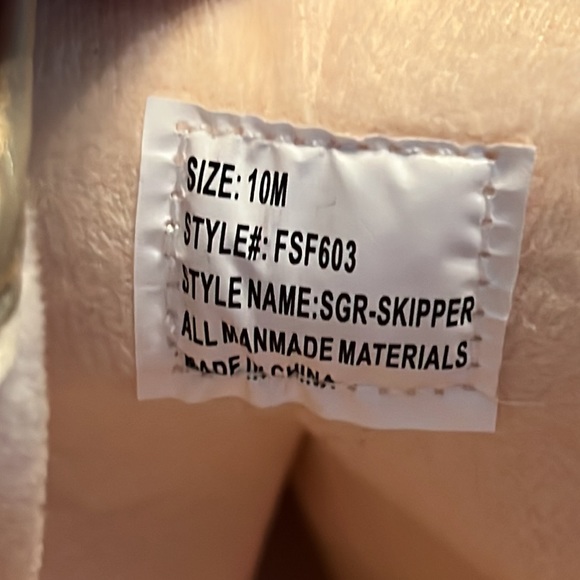 SIZE: 10M
STYLE#: FSF603
STYLE NAME:SGR-SKIPPER
ALL MANMADE MATERIALS
MADE IN CHINA